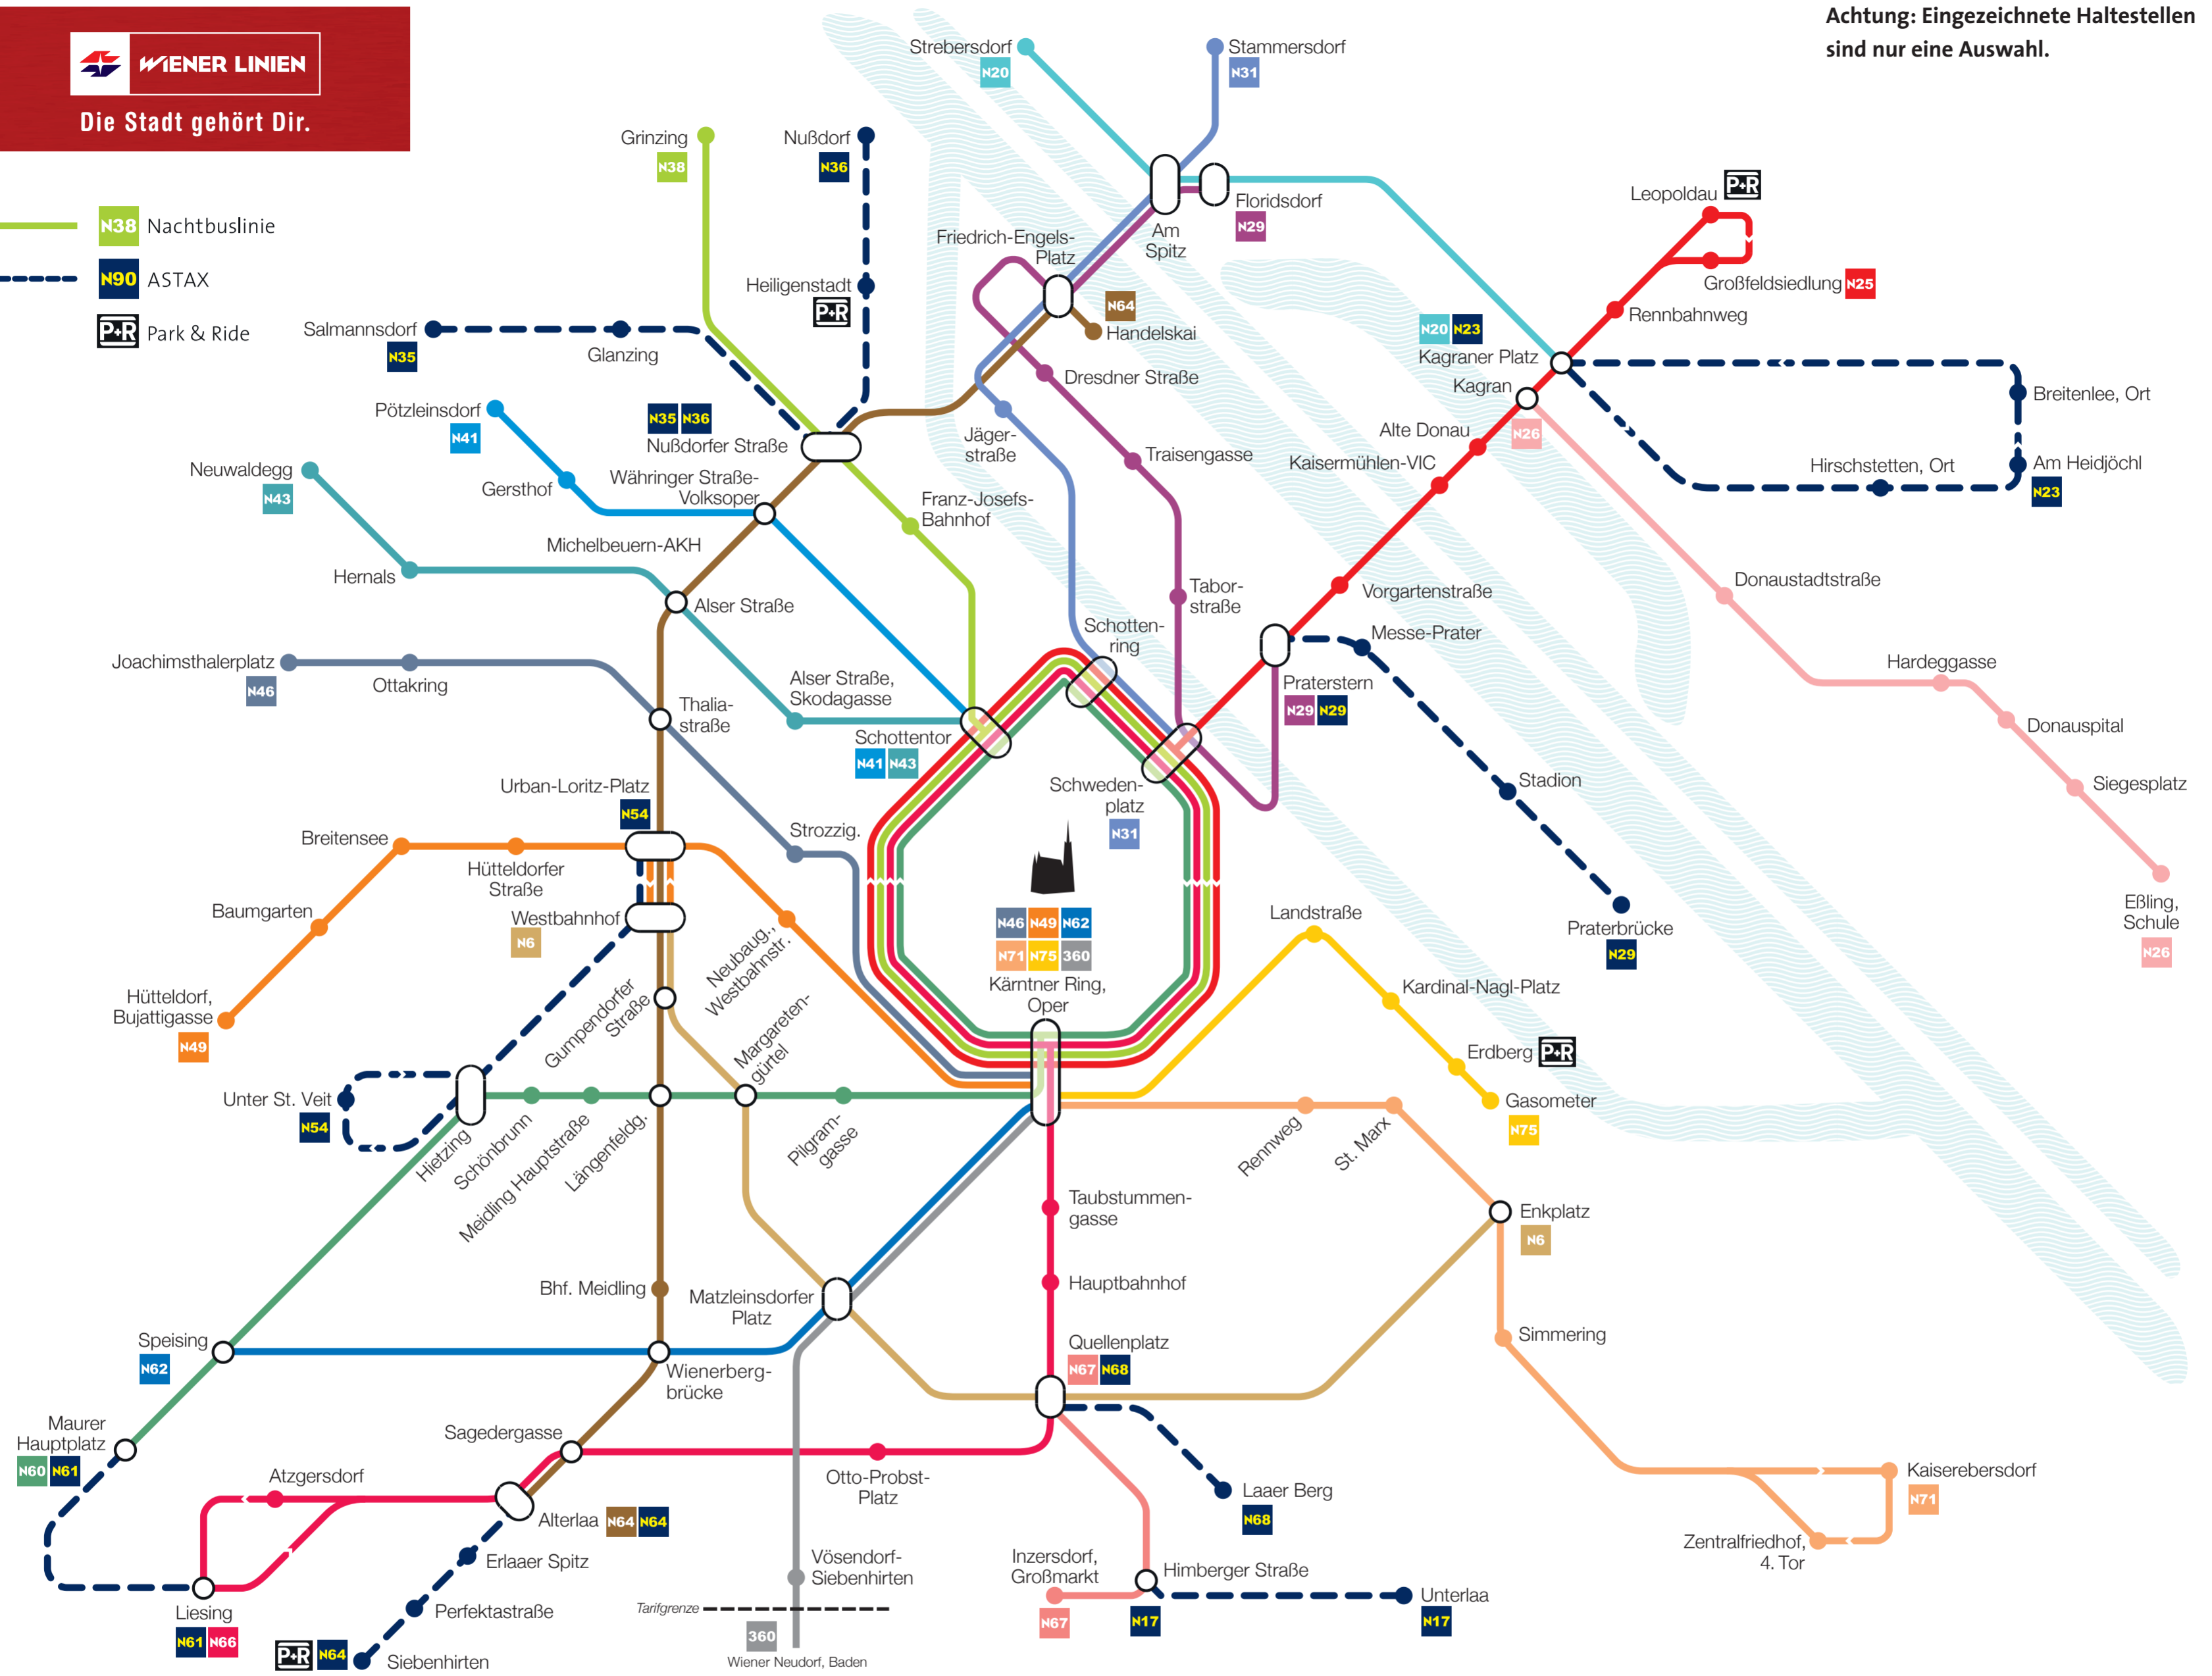 WIENER LINIEN
Die Stadt gehört Dir.
Achtung: Eingezeichnete Haltestellen
sind nur eine Auswahl.
N38 Nachtbuslinie
N90 ASTAX
P+R Park & Ride
Strebersdorf
N20
Stammersdorf
N31
Grinzing
N38
Nußdorf
N36
Heiligenstadt
P+R
Floridsdorf
N29
Am
Spitz
Friedrich-Engels-
Platz
N64
Handelskai
Leopoldau P+R
Großfeldsiedlung N25
Rennbahnweg
N20 N23
Kagraner Platz
Kagran
N26
Alte Donau
Kaisermühlen-VIC
Breitenlee, Ort
Hirschstetten, Ort
Am Heidjöchl
N23
Salmannsdorf
N35
Glanzing
Pötzleinsdorf
N41
N35 N36
Nußdorfer Straße
Dresdner Straße
Jäger-
straße
Traisengasse
Neuwaldegg
N43
Gersthof
Währinger Straße-
Volksoper
Franz-Josefs-
Bahnhof
Michelbeuern-AKH
Hernals
Alser Straße
Tabor-
straße
Vorgartenstraße
Donaustadtstraße
Schotten-
ring
Messe-Prater
Praterstern
N29 N29
Hardeggasse
Donauspital
Siegesplatz
Eßling,
Schule
N26
Joachimsthalerplatz
N46
Ottakring
Thalia-
straße
Alser Straße,
Skodagasse
Schottentor
N41 N43
Schweden-
platz
N31
Stadion
Praterbrücke
N29
Urban-Loritz-Platz
N54
Strozzig.
Breitensee
Hütteldorfer
Straße
Baumgarten
Westbahnhof
N6
Neubaug.,
Westbahnstr.
N46 N49 N62
N71 N75 360
Kärntner Ring,
Oper
Landstraße
Kardinal-Nagl-Platz
Erdberg P+R
Gasometer
N75
Hütteldorf,
Bujattigasse
N49
Gumpendorfer
Straße
Margareten-
gürtel
Unter St. Veit
N54
Hietzing
Schönbrunn
Meidling Hauptstraße
Längenfeldg.
Pilgram-
gasse
Rennweg
St. Marx
Taubstummen-
gasse
Enkplatz
N6
Hauptbahnhof
Bhf. Meidling
Matzleinsdorfer
Platz
Simmering
Speising
N62
Wienerberg-
brücke
Quellenplatz
N67 N68
Maurer
Hauptplatz
N60 N61
Sagedergasse
Atzgersdorf
Otto-Probst-
Platz
Alterlaa N64 N64
Laaer Berg
N68
Kaiserebersdorf
N71
Zentralfriedhof,
4. Tor
Erlaaer Spitz
Perfektastraße
P+R N64 Siebenhirten
Liesing
N61 N66
Vösendorf-
Siebenhirten
Tarifgrenze
360
Wiener Neudorf, Baden
Inzersdorf,
Großmarkt
N67
Himberger Straße
N17
Unterlaa
N17